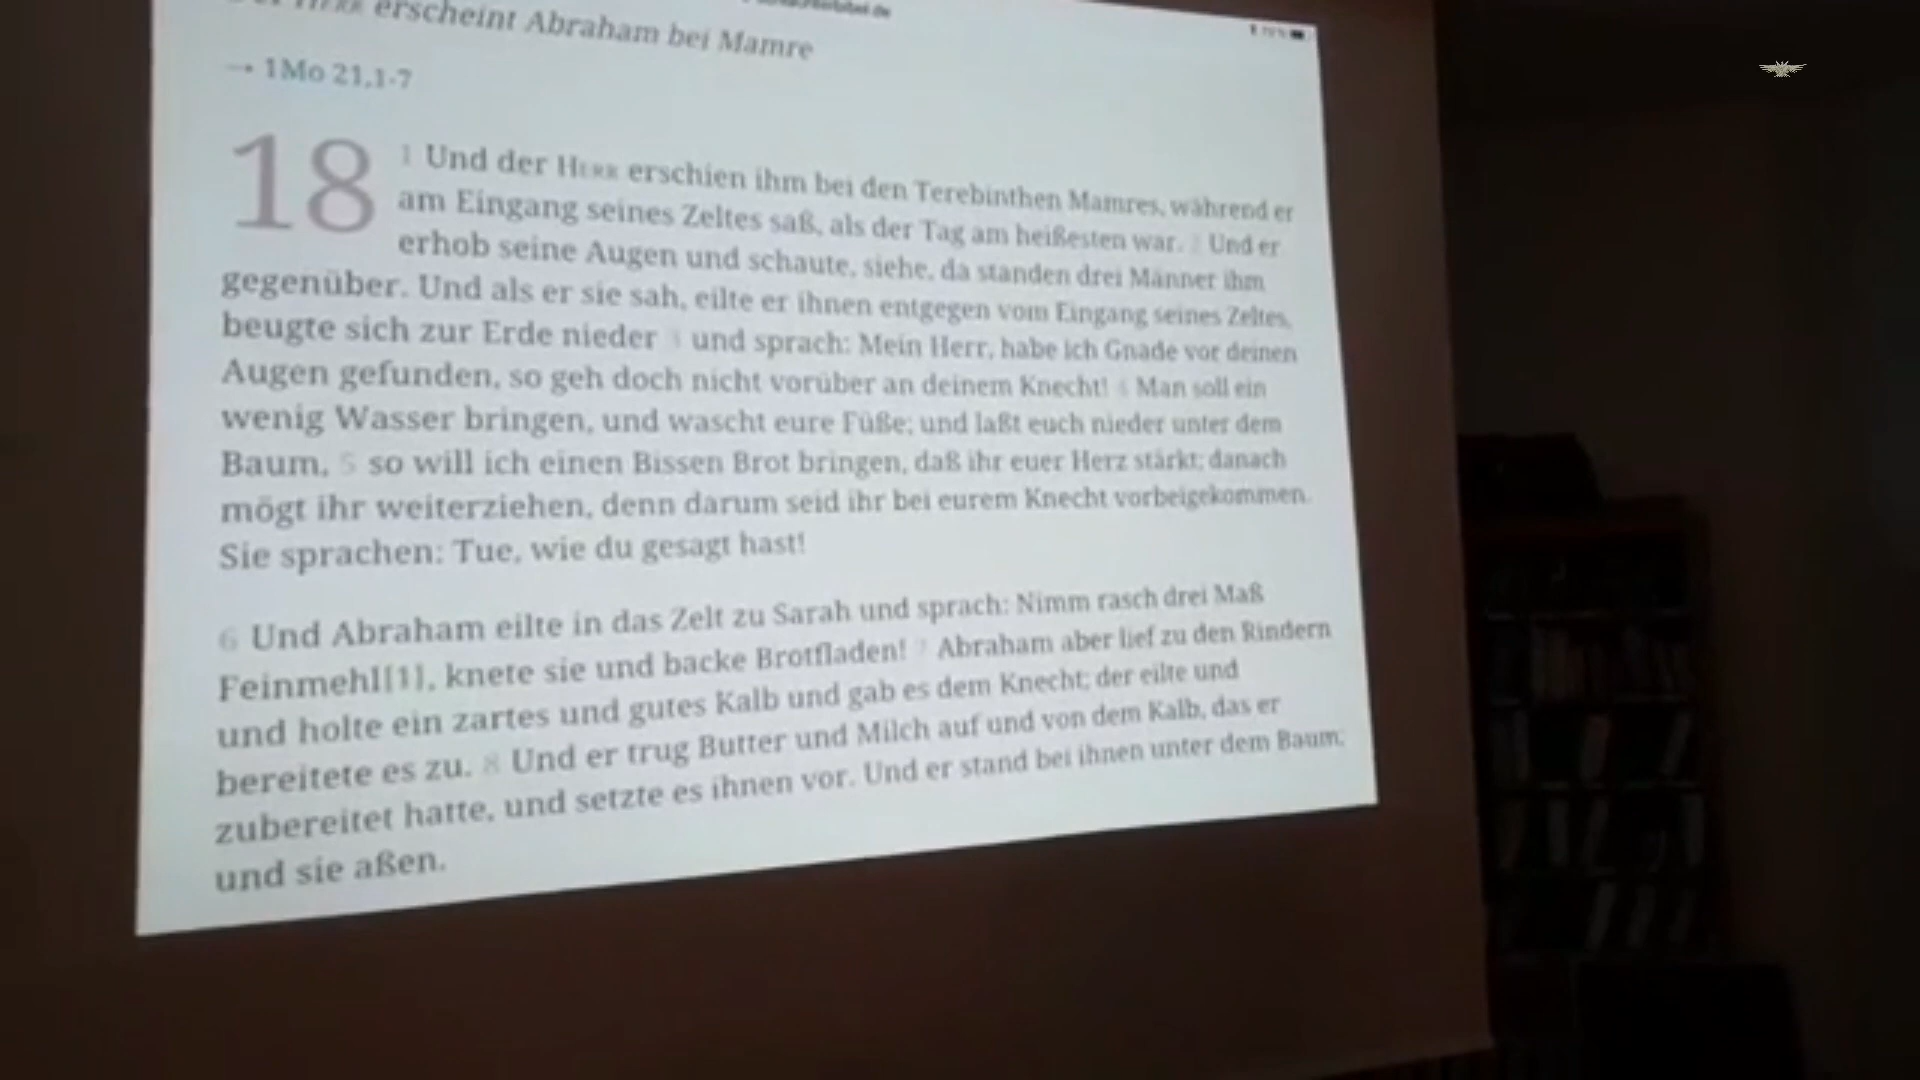 Der HERR erscheint Abraham bei Mamre
→ 1Mo 21,1-7
18 1 Und der HERR erschien ihm bei den Terebinthen Mamres, während er
am Eingang seines Zeltes saß, als der Tag am heißesten war. 2 Und er
erhob seine Augen und schaute, siehe, da standen drei Männer ihm
gegenüber. Und als er sie sah, eilte er ihnen entgegen vom Eingang seines Zeltes,
beugte sich zur Erde nieder 3 und sprach: Mein Herr, habe ich Gnade vor deinen
Augen gefunden, so geh doch nicht vorüber an deinem Knecht! 4 Man soll ein
wenig Wasser bringen, und wascht eure Füße; und laßt euch nieder unter dem
Baum, 5 so will ich einen Bissen Brot bringen, daß ihr euer Herz stärkt; danach
mögt ihr weiterziehen, denn darum seid ihr bei eurem Knecht vorbeigekommen.
Sie sprachen: Tue, wie du gesagt hast!
6 Und Abraham eilte in das Zelt zu Sarah und sprach: Nimm rasch drei Maß
Feinmehl[1], knete sie und backe Brotfladen! 7 Abraham aber lief zu den Rindern
und holte ein zartes und gutes Kalb und gab es dem Knecht; der eilte und
bereitete es zu. 8 Und er trug Butter und Milch auf und von dem Kalb, das er
zubereitet hatte, und setzte es ihnen vor. Und er stand bei ihnen unter dem Baum;
und sie aßen.